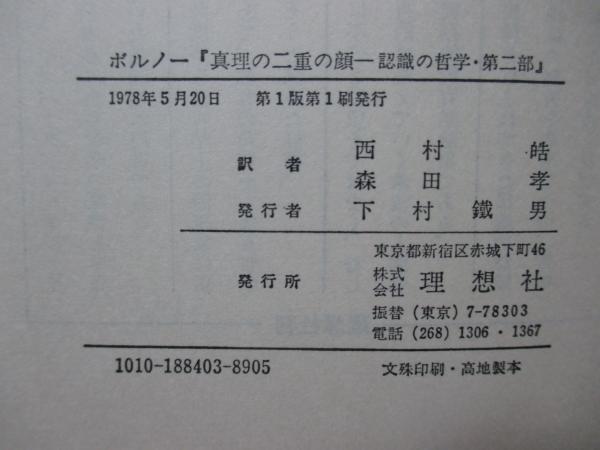 ボルノー『真理の二重の顔―認識の哲学・第二部』
1978年5月20日　第1版第1刷発行
訳者　西村皓
森田孝
発行者　下村鐵男
東京都新宿区赤城下町46
発行所　株式会社　理想社
振替（東京）7-78303
電話（268）1306・1367
1010-188403-8905　文殊印刷・高地製本